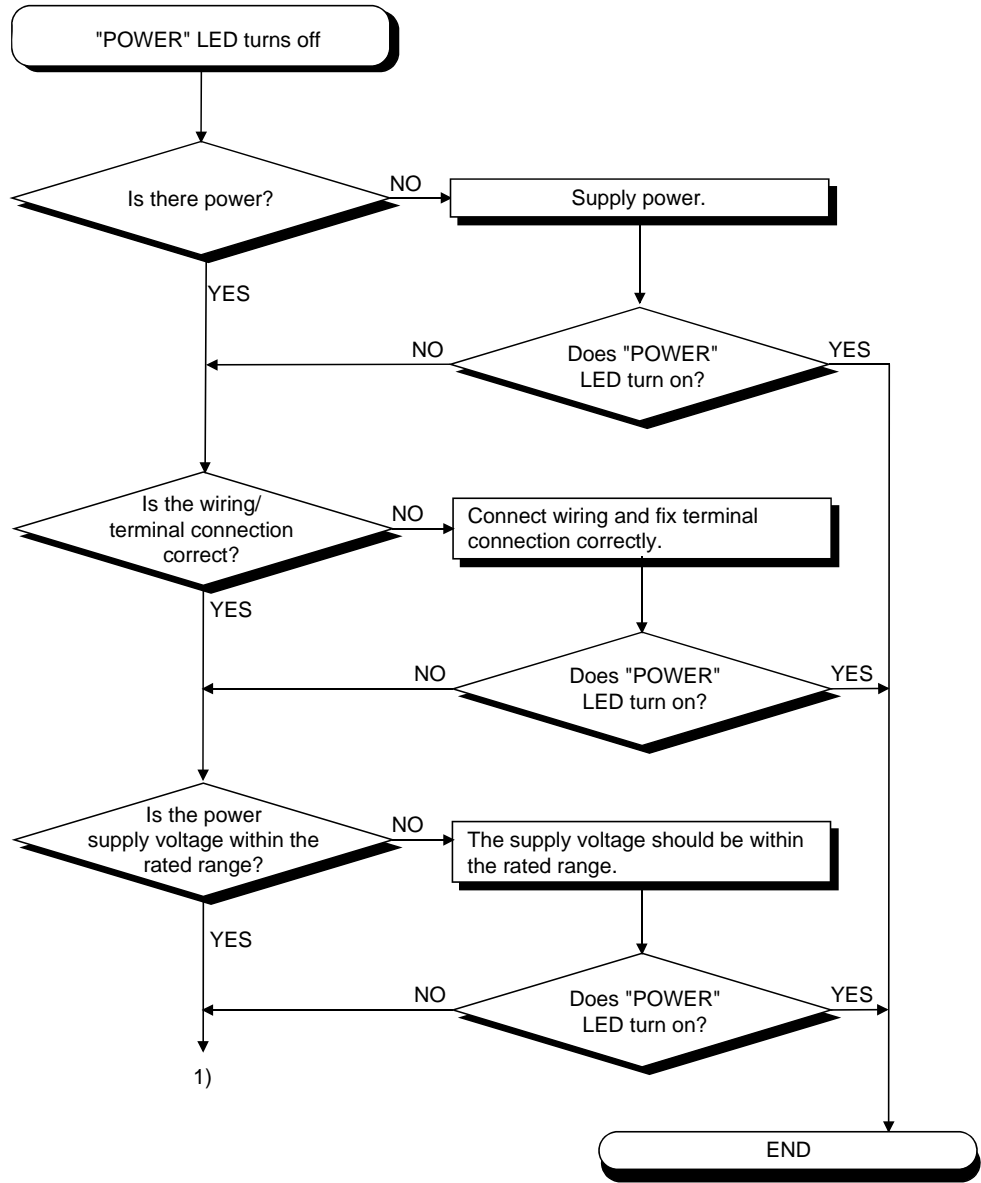 "POWER" LED turns off
Is there power?
NO
Supply power.
YES
NO
Does "POWER"
LED turn on?
YES
Is the wiring/
terminal connection
correct?
NO
Connect wiring and fix terminal
connection correctly.
YES
NO
Does "POWER"
LED turn on?
YES
Is the power
supply voltage within the
rated range?
NO
The supply voltage should be within
the rated range.
YES
NO
Does "POWER"
LED turn on?
YES
1)
END